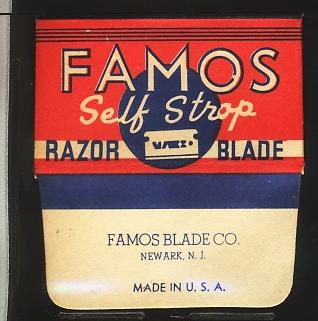 FAMOS
Self Strop
RAZOR BLADE
FAMOS BLADE CO.
NEWARK, N. J.
MADE IN U. S. A.